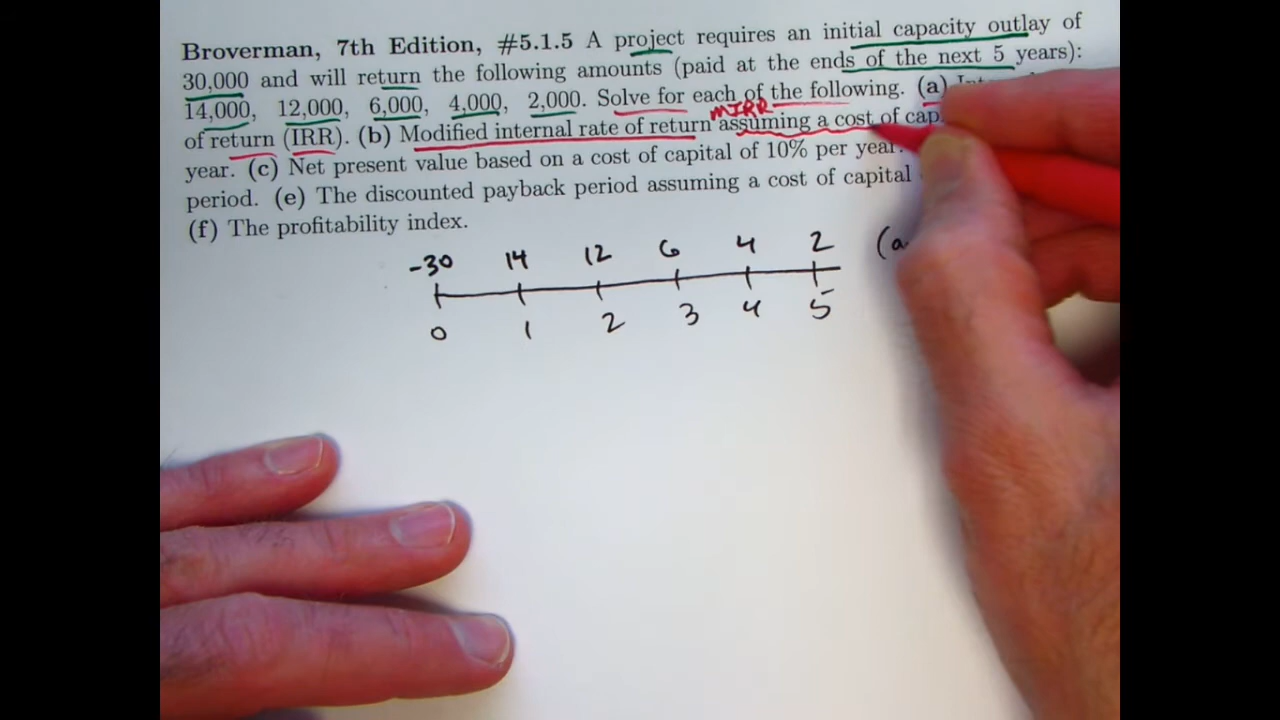 Broverman, 7th Edition, #5.1.5 A project requires an initial capacity outlay of
30,000 and will return the following amounts (paid at the ends of the next 5 years):
14,000, 12,000, 6,000, 4,000, 2,000. Solve for each of the following. (a)
MIRR
of return (IRR). (b) Modified internal rate of return assuming a cost of cap
year. (c) Net present value based on a cost of capital of 10% per year.
period. (e) The discounted payback period assuming a cost of capital
(f) The profitability index.
-30 14 12 6 4 2 (a
0 1 2 3 4 5